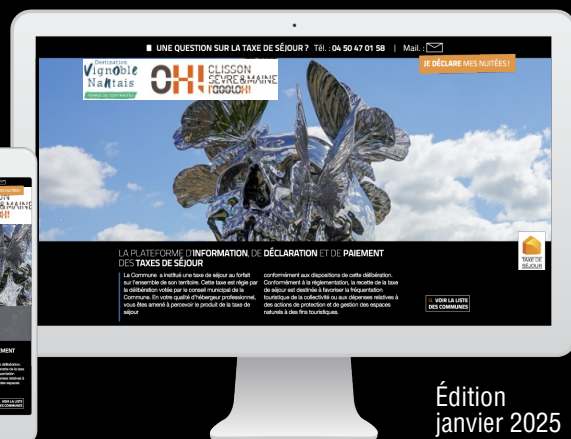 UNE QUESTION SUR LA TAXE DE SÉJOUR ? Tél. : 04 50 47 01 58 | Mail. :
JE DÉCLARE MES NUITÉES !
Destination
Vignoble
Nantais
OH! CLISSON
SÈVRE & MAINE
l'aggloH!
LA PLATEFORME D'INFORMATION, DE DÉCLARATION ET DE PAIEMENT
DES TAXES DE SÉJOUR
La Commune a institué une taxe de séjour au forfait
sur l'ensemble de son territoire. Cette taxe est régie par
la délibération votée par le conseil municipal de la
Commune. En votre qualité d'hébergeur professionnel,
vous êtes amené à percevoir le produit de la taxe de
séjour
conformément aux dispositions de cette délibération.
Conformément à la réglementation, la recette de la taxe
de séjour est destinée à favoriser la fréquentation
touristique de la collectivité ou aux dépenses relatives à
des actions de protection et de gestion des espaces
naturels à des fins touristiques.
TAXE DE
SÉJOUR
VOIR LA LISTE
DES COMMUNES
Édition
janvier 2025